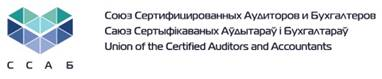 Союз Сертифицированных Аудиторов и Бухгалтеров
Саюз Сертыфікаваных Аўдытараў і Бухгалтараў
Union of the Certified Auditors and Accountants
С С А Б